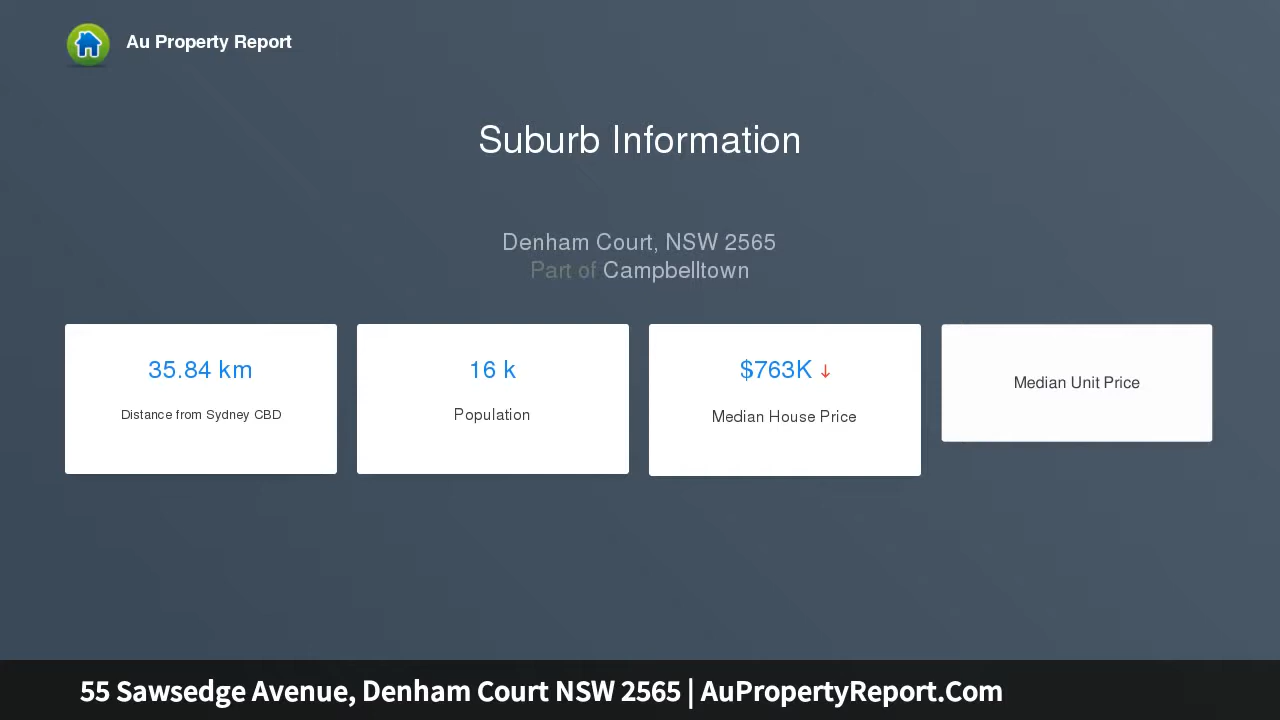 Au Property Report
Suburb Information
Denham Court, NSW 2565
Part of Campbelltown
35.84 km
Distance from Sydney CBD
16 k
Population
$763K ↓
Median House Price
Median Unit Price
55 Sawsedge Avenue, Denham Court NSW 2565 | AuPropertyReport.Com